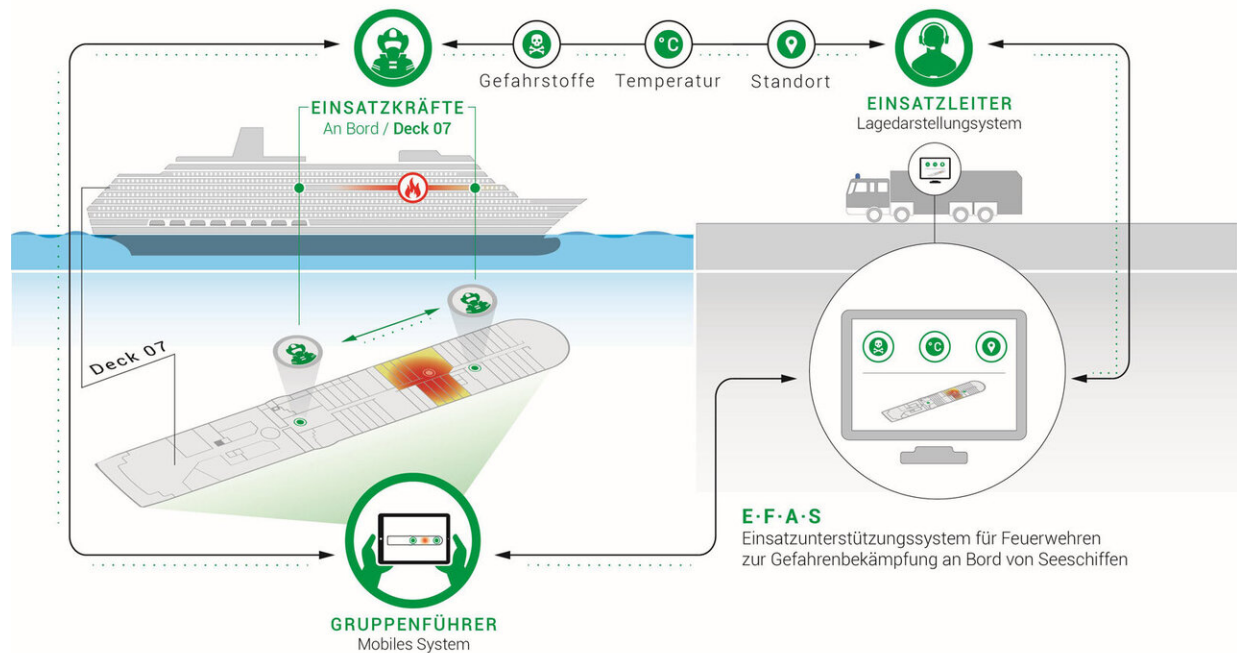 Gefahrstoffe
Temperatur
Standort
°C
EINSATZKRÄFTE
An Bord / Deck 07
EINSATZLEITER
Lagedarstellungsystem
Deck 07
°C
E·F·A·S
Einsatzunterstützungssystem für Feuerwehren
zur Gefahrenbekämpfung an Bord von Seeschiffen
GRUPPENFÜHRER
Mobiles System